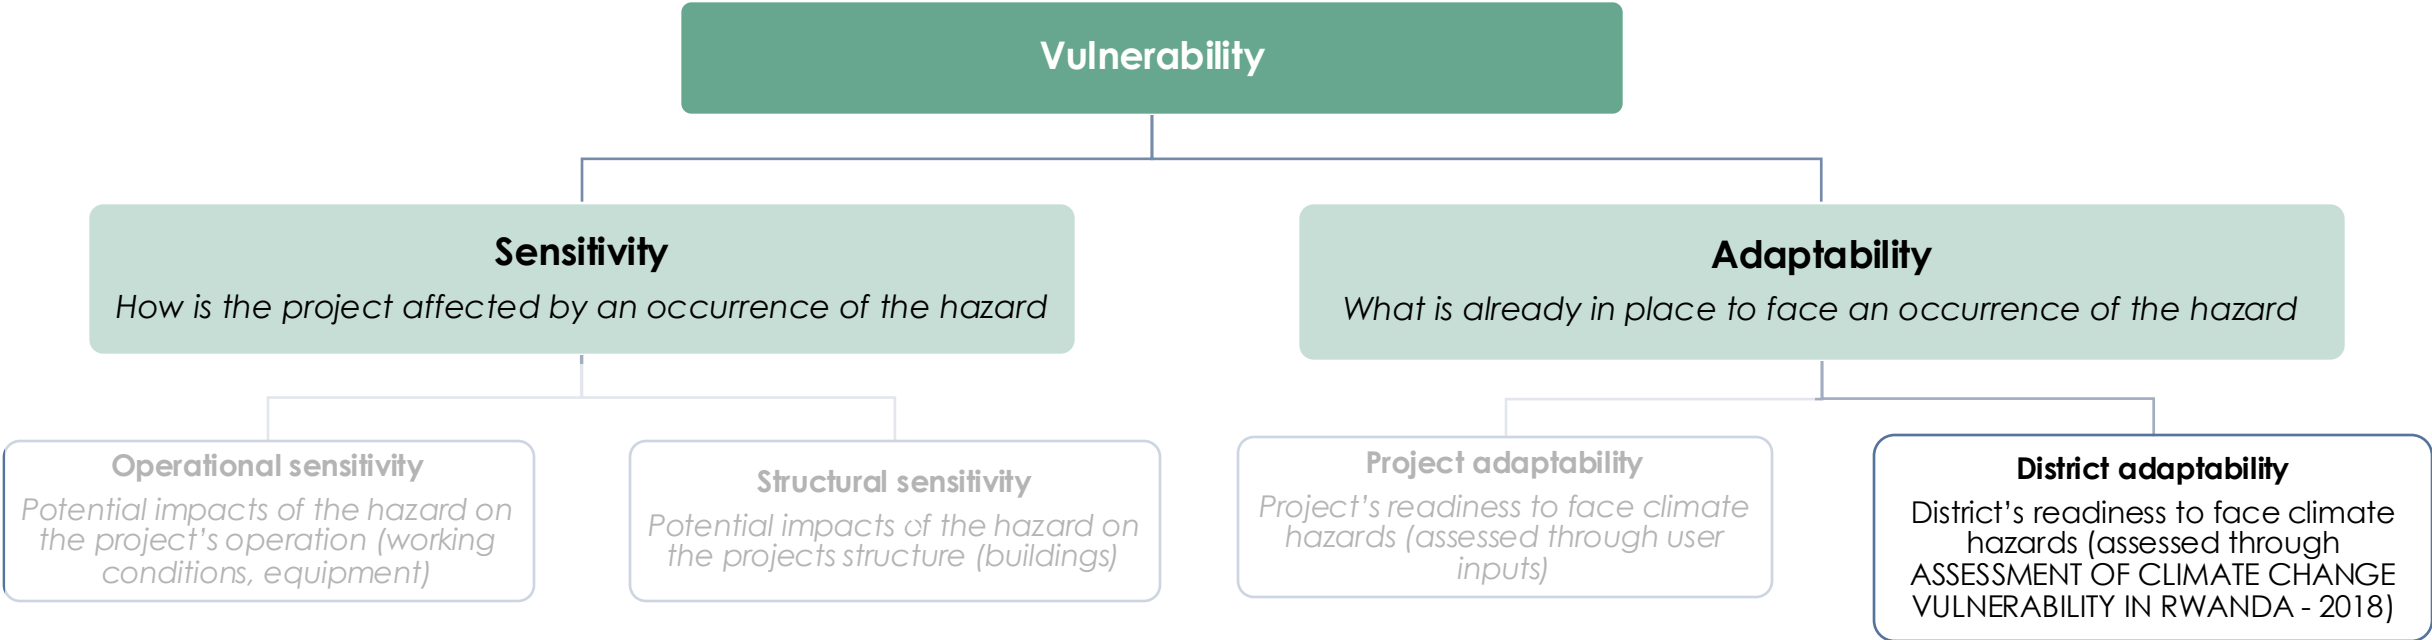 Vulnerability
Sensitivity
How is the project affected by an occurrence of the hazard
Adaptability
What is already in place to face an occurrence of the hazard
Operational sensitivity
Potential impacts of the hazard on
the project's operation (working
conditions, equipment)
Structural sensitivity
Potential impacts of the hazard on
the projects structure (buildings)
Project adaptability
Project's readiness to face climate
hazards (assessed through user
inputs)
District adaptability
District's readiness to face climate
hazards (assessed through
ASSESSMENT OF CLIMATE CHANGE
VULNERABILITY IN RWANDA - 2018)